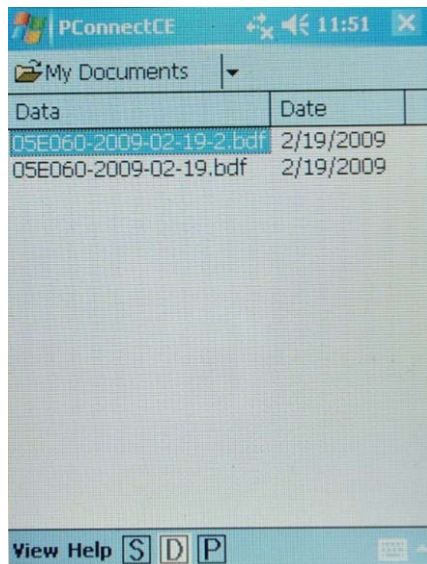 PConnectCE 11:51
My Documents
Data Date
05E060-2009-02-19-2.bdf 2/19/2009
05E060-2009-02-19.bdf 2/19/2009
View Help S D P